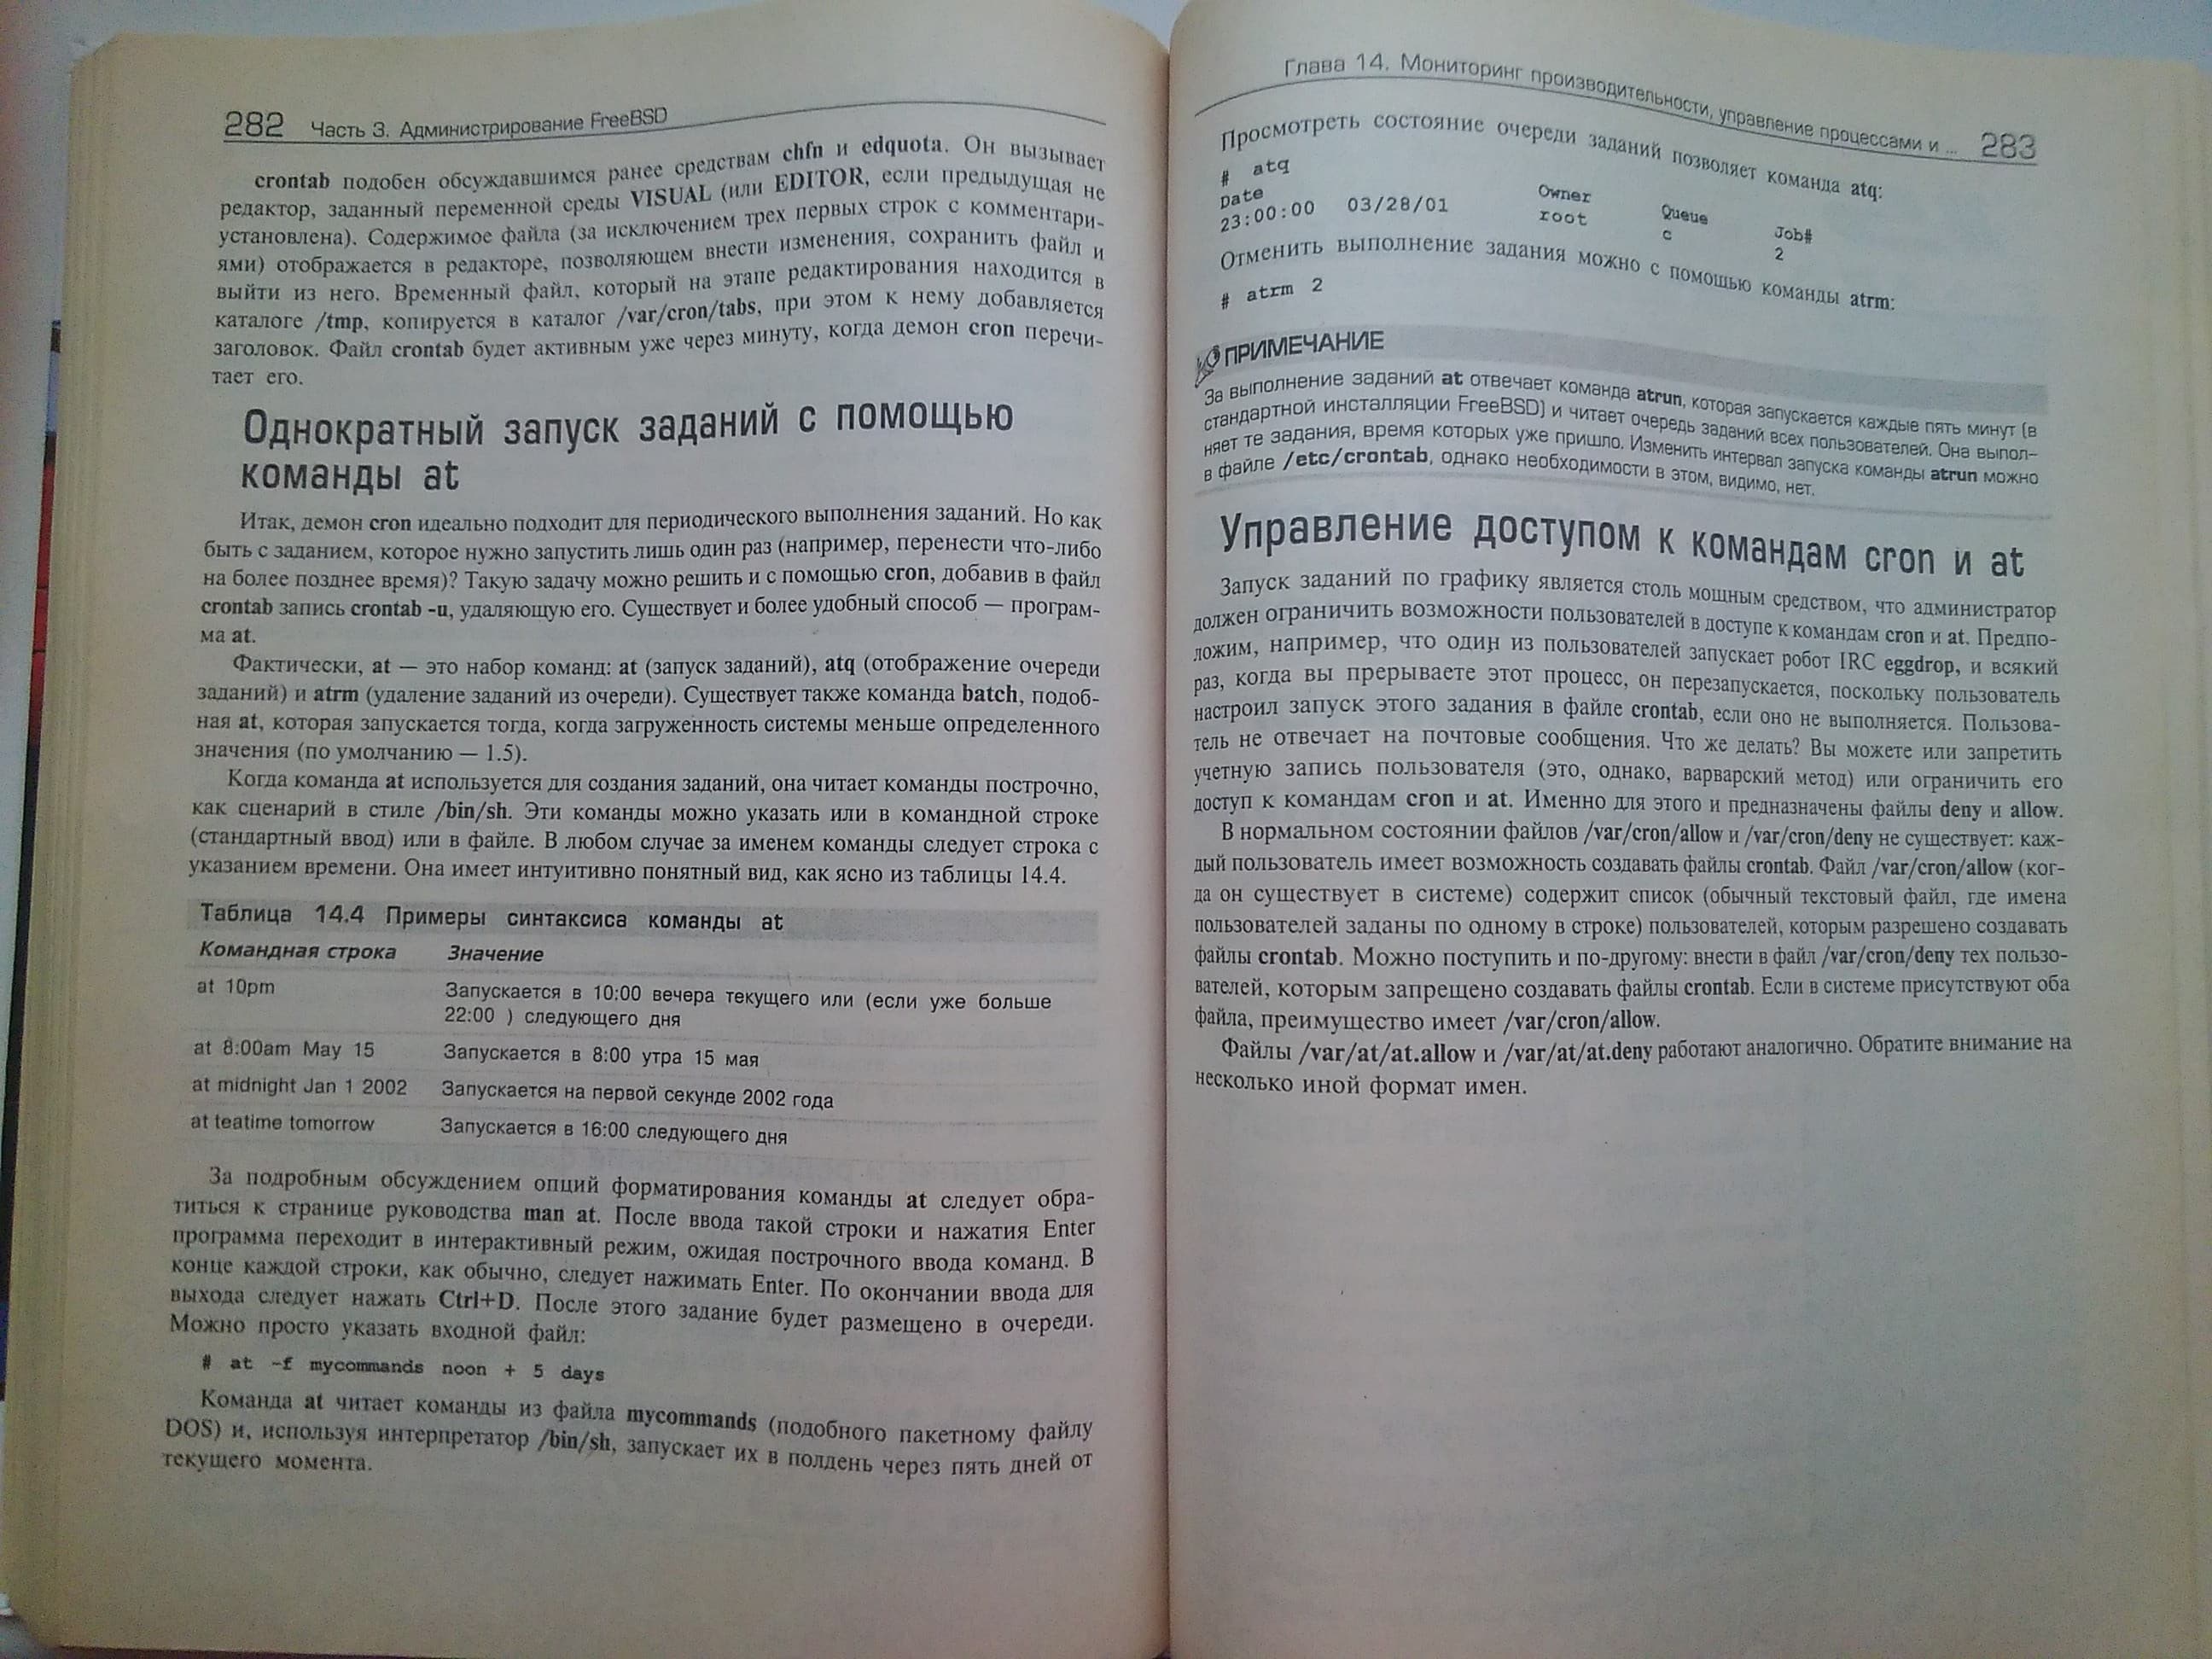 282 Часть 3. Администрирование FreeBSD
crontab подобен обсуждавшимся ранее средствам chfn и edquota. Он вызывает
редактор, заданный переменной среды VISUAL (или EDITOR, если предыдущая не
установлена). Содержимое файла (за исключением трех первых строк с комментари-
ями) отображается в редакторе, позволяющем внести изменения, сохранить файл и
выйти из него. Временный файл, который на этапе редактирования находится в
каталоге /tmp, копируется в каталог /var/cron/tabs, при этом к нему добавляется
заголовок. Файл crontab будет активным уже через минуту, когда демон cron перечи-
тает его.
Однократный запуск заданий с помощью
команды at
Итак, демон cron идеально подходит для периодического выполнения заданий. Но как
быть с заданием, которое нужно запустить лишь один раз (например, перенести что-либо
на более позднее время)? Такую задачу можно решить и с помощью cron, добавив в файл
crontab запись crontab -u, удаляющую его. Существует и более удобный способ — програм-
ма at.
Фактически, at — это набор команд: at (запуск заданий), atq (отображение очереди
заданий) и atrm (удаление заданий из очереди). Существует также команда batch, подоб-
ная at, которая запускается тогда, когда загруженность системы меньше определенного
значения (по умолчанию — 1.5).
Когда команда at используется для создания заданий, она читает команды построчно,
как сценарий в стиле /bin/sh. Эти команды можно указать или в командной строке
(стандартный ввод) или в файле. В любом случае за именем команды следует строка с
указанием времени. Она имеет интуитивно понятный вид, как ясно из таблицы 14.4.
Таблица 14.4 Примеры синтаксиса команды at
Командная строка Значение
at 10pm Запускается в 10:00 вечера текущего или (если уже больше
22:00 ) следующего дня
at 8:00am May 15 Запускается в 8:00 утра 15 мая
at midnight Jan 1 2002 Запускается на первой секунде 2002 года
at teatime tomorrow Запускается в 16:00 следующего дня
За подробным обсуждением опций форматирования команды at следует обра-
титься к странице руководства man at. После ввода такой строки и нажатия Enter
программа переходит в интерактивный режим, ожидая построчного ввода команд. В
конце каждой строки, как обычно, следует нажимать Enter. По окончании ввода для
выхода следует нажать Ctrl+D. После этого задание будет размещено в очереди.
Можно просто указать входной файл:
# at -f mycommands noon + 5 days
Команда at читает команды из файла mycommands (подобного пакетному файлу
DOS) и, используя интерпретатор /bin/sh, запускает их в полдень через пять дней от
текущего момента.
Глава 14. Мониторинг производительности, управление процессами и ... 283
Просмотреть состояние очереди заданий позволяет команда atq:
# atq
Date Owner Queue Job#
23:00:00 03/28/01 root c 2
Отменить выполнение задания можно с помощью команды atrm:
# atrm 2
ПРИМЕЧАНИЕ
За выполнение заданий at отвечает команда atrun, которая запускается каждые пять минут (в
стандартной инсталляции FreeBSD) и читает очередь заданий всех пользователей. Она выпол-
няет те задания, время которых уже пришло. Изменить интервал запуска команды atrun можно
в файле /etc/crontab, однако необходимости в этом, видимо, нет.
Управление доступом к командам cron и at
Запуск заданий по графику является столь мощным средством, что администратор
должен ограничить возможности пользователей в доступе к командам cron и at. Предпо-
ложим, например, что один из пользователей запускает робот IRC eggdrop, и всякий
раз, когда вы прерываете этот процесс, он перезапускается, поскольку пользователь
настроил запуск этого задания в файле crontab, если оно не выполняется. Пользова-
тель не отвечает на почтовые сообщения. Что же делать? Вы можете или запретить
учетную запись пользователя (это, однако, варварский метод) или ограничить его
доступ к командам cron и at. Именно для этого и предназначены файлы deny и allow.
В нормальном состоянии файлов /var/cron/allow и /var/cron/deny не существует: каж-
дый пользователь имеет возможность создавать файлы crontab. Файл /var/cron/allow (ког-
да он существует в системе) содержит список (обычный текстовый файл, где имена
пользователей заданы по одному в строке) пользователей, которым разрешено создавать
файлы crontab. Можно поступить и по-другому: внести в файл /var/cron/deny тех пользо-
вателей, которым запрещено создавать файлы crontab. Если в системе присутствуют оба
файла, преимущество имеет /var/cron/allow.
Файлы /var/at/at.allow и /var/at/at.deny работают аналогично. Обратите внимание на
несколько иной формат имен.